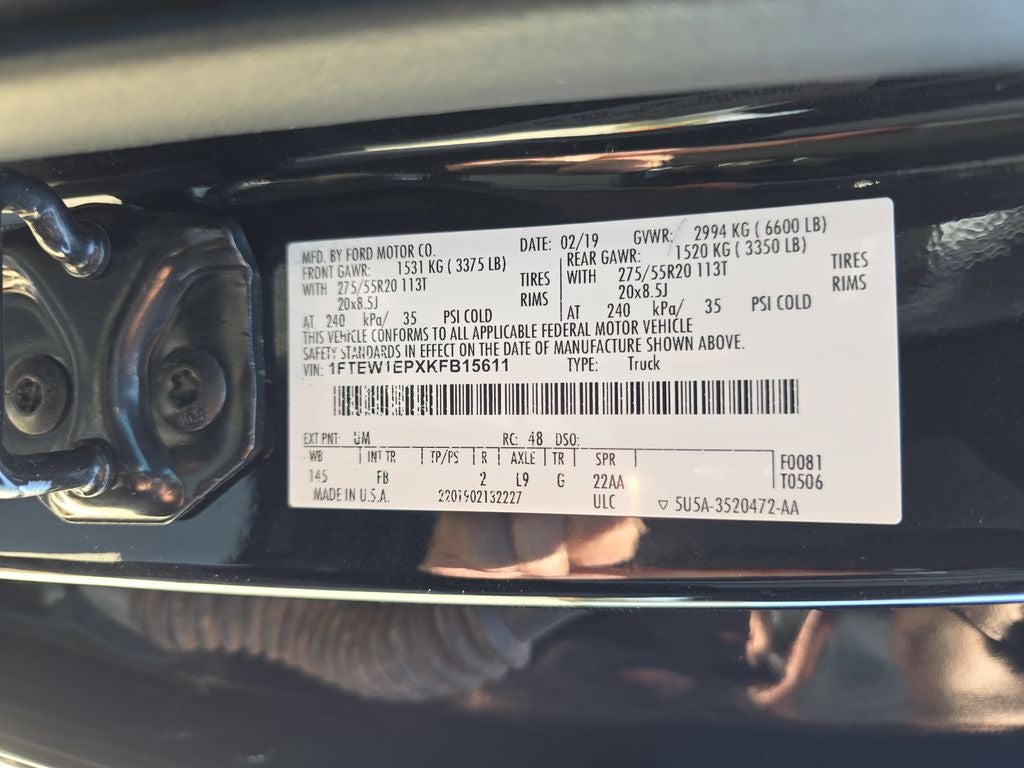 MFD. BY FORD MOTOR CO. DATE: 02/19 GVWR: 2994 KG ( 6600 LB)
FRONT GAWR: 1531 KG ( 3375 LB) REAR GAWR: 1520 KG ( 3350 LB)
WITH 275/55R20 113T TIRES WITH 275/55R20 113T TIRES
20x8.5J RIMS 20x8.5J RIMS
AT 240 kPa/ 35 PSI COLD AT 240 kPa/ 35 PSI COLD
THIS VEHICLE CONFORMS TO ALL APPLICABLE FEDERAL MOTOR VEHICLE
SAFETY STANDARDS IN EFFECT ON THE DATE OF MANUFACTURE SHOWN ABOVE.
VIN: 1FTEW1EPXKFB15611 TYPE: Truck
EXT PNT: UM RC: 48 DSO:
WB INT TR TP/PS R AXLE TR SPR F0081
145 FB 2 L9 G 22AA T0506
MADE IN U.S.A. 2201902132227 ULC ▽ 5U5A-3520472-AA